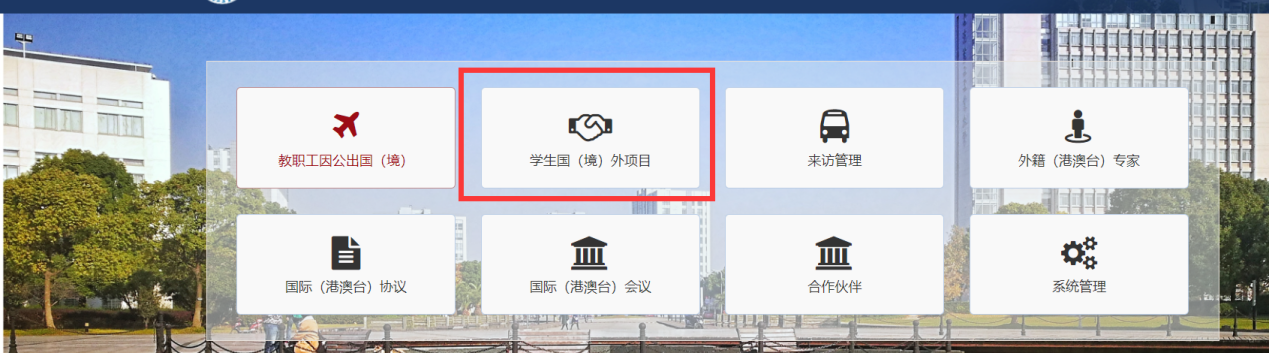 教职工因公出国（境）
学生国（境）外项目
来访管理
外籍（港澳台）专家
国际（港澳台）协议
国际（港澳台）会议
合作伙伴
系统管理